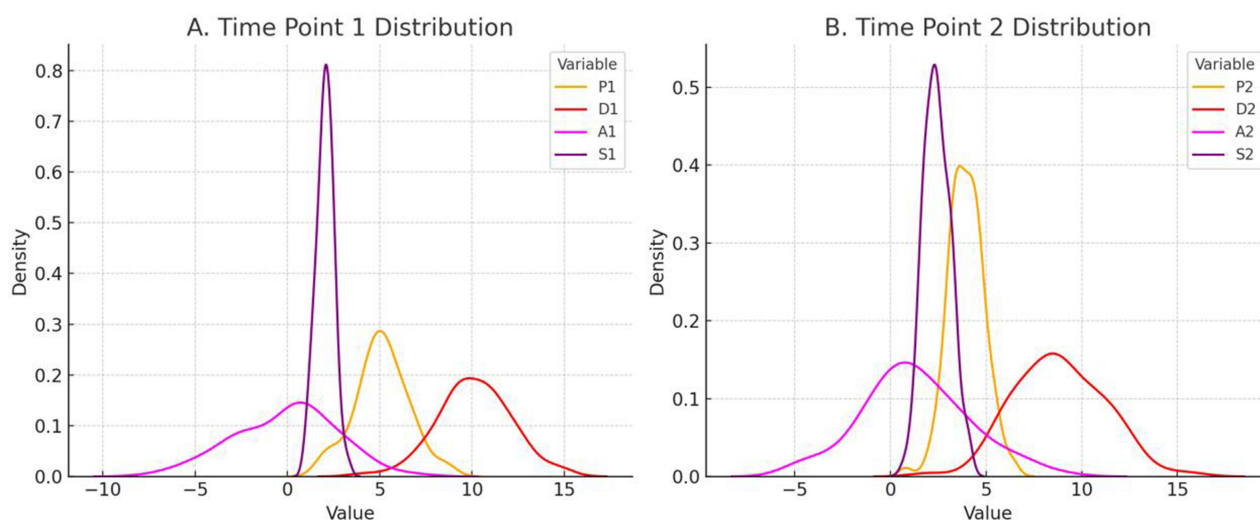 A. Time Point 1 Distribution
Density
0.8
0.7
0.6
0.5
0.4
0.3
0.2
0.1
0.0
−10
−5
0
5
10
15
Value
Variable
P1
D1
A1
S1
B. Time Point 2 Distribution
Density
0.5
0.4
0.3
0.2
0.1
0.0
−5
0
5
10
15
Value
Variable
P2
D2
A2
S2